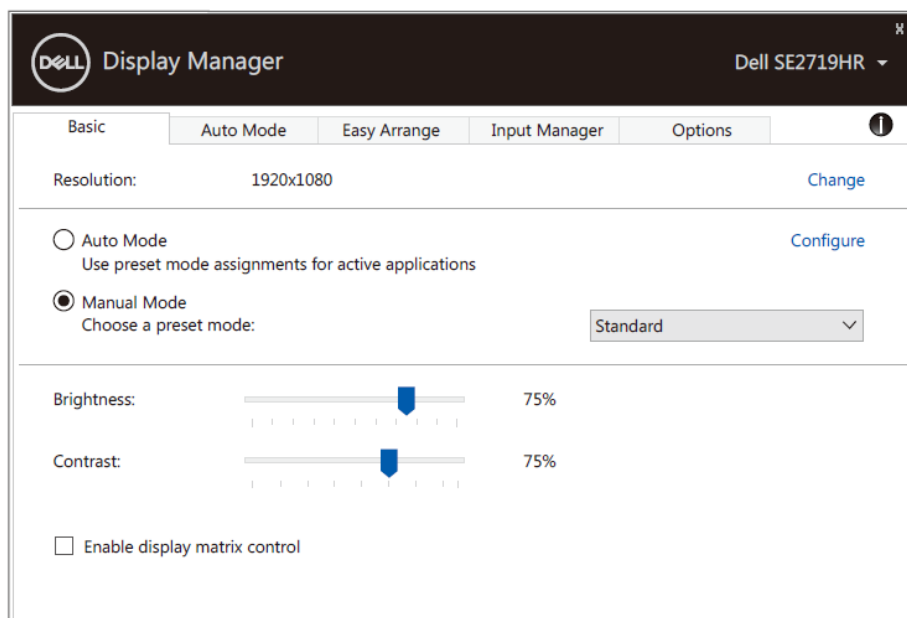 DELL Display Manager Dell SE2719HR
Basic Auto Mode Easy Arrange Input Manager Options
Resolution: 1920x1080 Change
Auto Mode Configure
Use preset mode assignments for active applications
Manual Mode
Choose a preset mode: Standard
Brightness: 75%
Contrast: 75%
Enable display matrix control